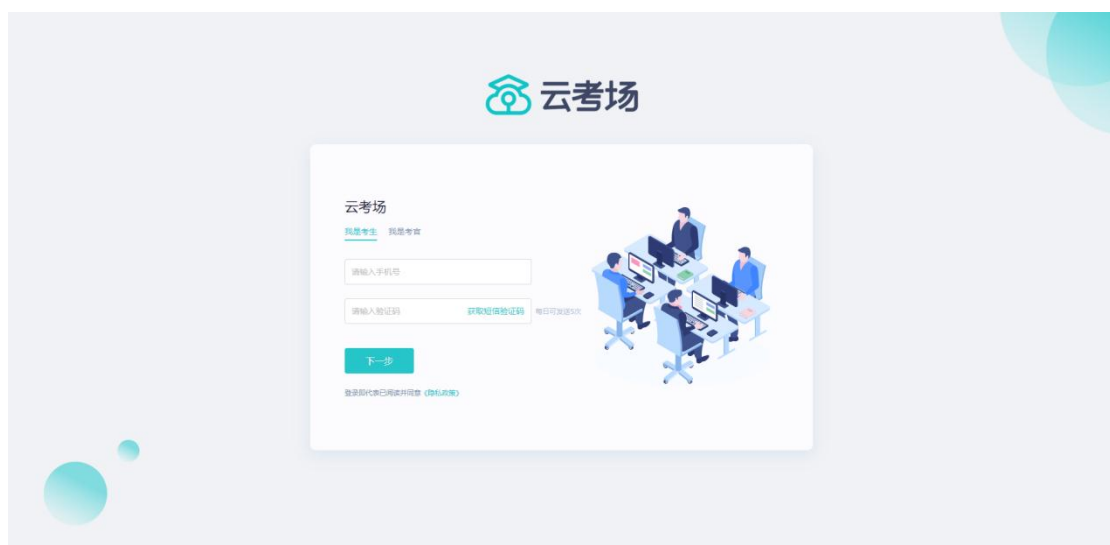 云考场
云考场
我是考生 我是考官
请输入手机号
请输入验证码 获取短信验证码 每日可发送5次
下一步
登录即代表已阅读并同意《隐私政策》